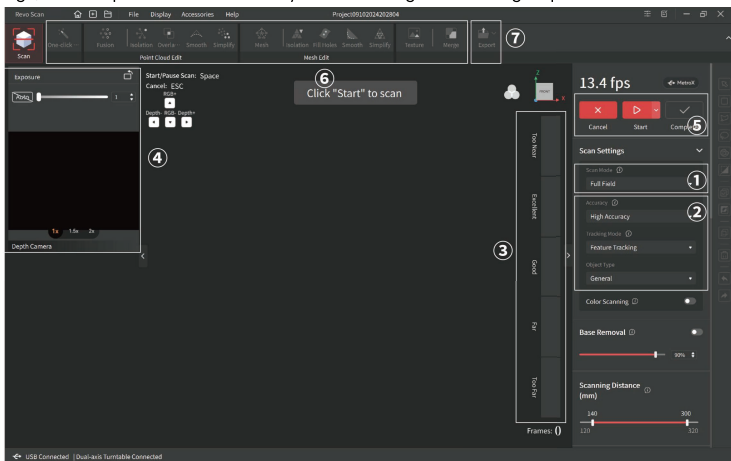 Revo Scan File Display Accessories Help Project09102024202804
Scan One-click Fusion Isolation Overlap Smooth Simplify Mesh Isolation Fill Holes Smooth Simplify Texture Merge Export ⑦
Point Cloud Edit Mesh Edit
Exposure
Auto 1
1x 1.5x 2x
Depth Camera
④
Start/Pause Scan: Space
Cancel: ESC
RGB+
Depth- RGB- Depth+
⑥
Click "Start" to scan
Z
FRONT
X
Too Near
Excellent
Good
Far
Too Far
③
Frames: 0
13.4 fps MetroX
Cancel Start Complete ⑤
Scan Settings
Scan Mode
Full Field
①
Accuracy
High Accuracy
②
Tracking Mode
Feature Tracking
Object Type
General
Color Scanning
Base Removal
90%
Scanning Distance
(mm)
140 300
120 320
USB Connected | Dual-axis Turntable Connected